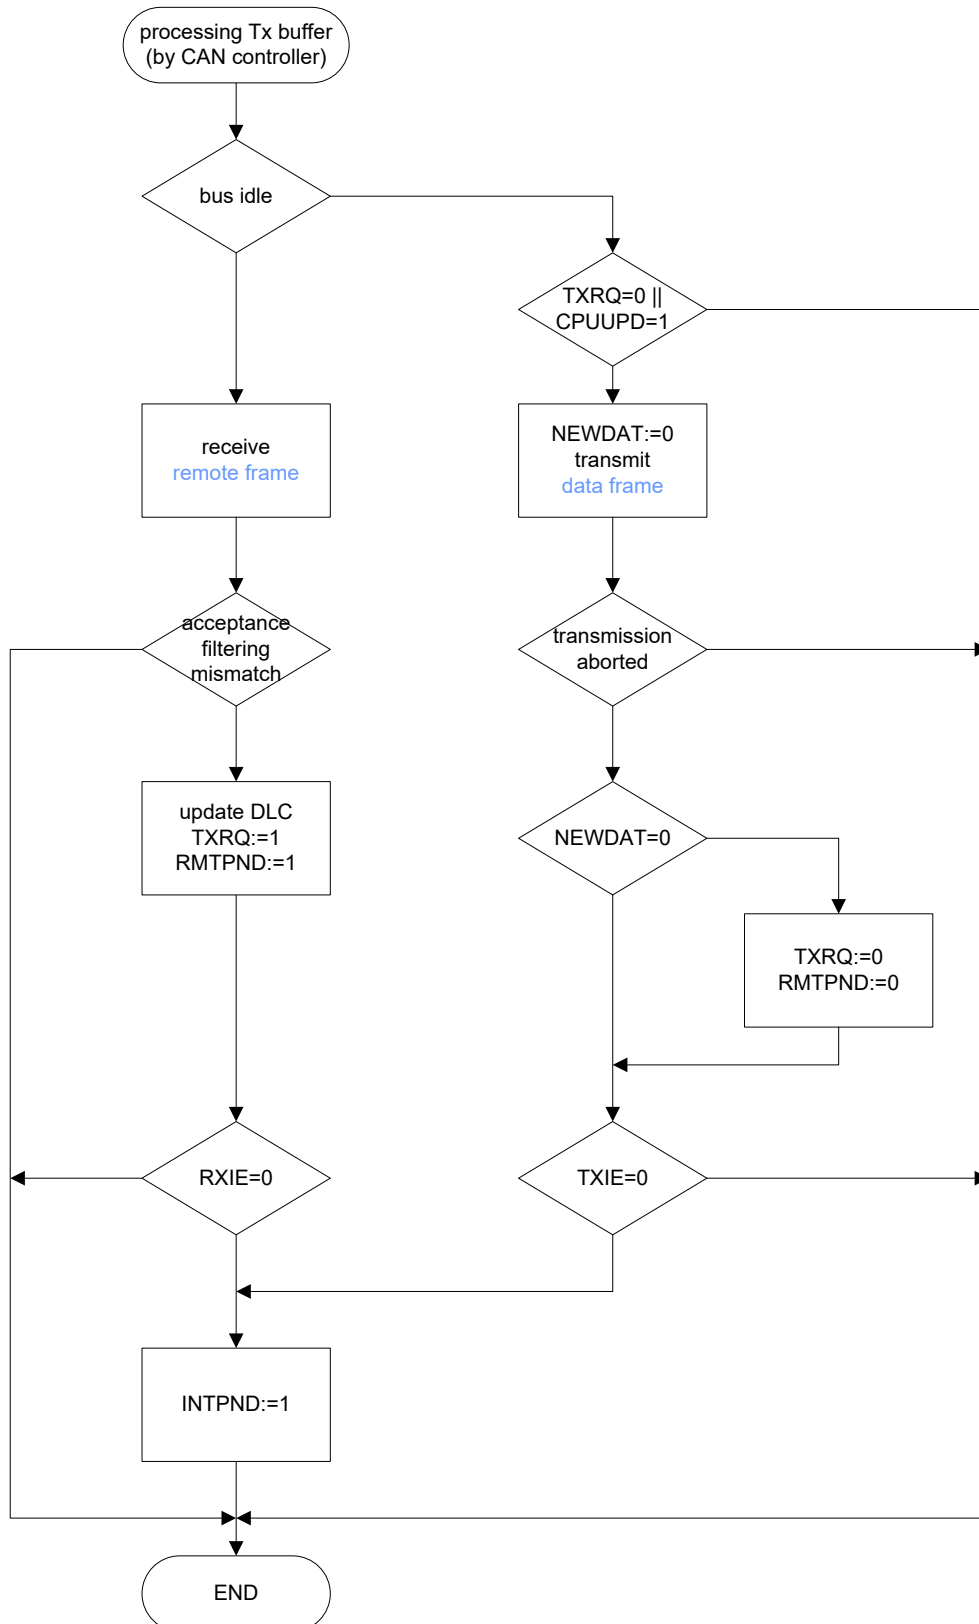 processing Tx buffer
(by CAN controller)
bus idle
TXRQ=0 ||
CPUUPD=1
receive
remote frame
NEWDAT:=0
transmit
data frame
acceptance
filtering
mismatch
transmission
aborted
update DLC
TXRQ:=1
RMTPND:=1
NEWDAT=0
TXRQ:=0
RMTPND:=0
RXIE=0
TXIE=0
INTPND:=1
END